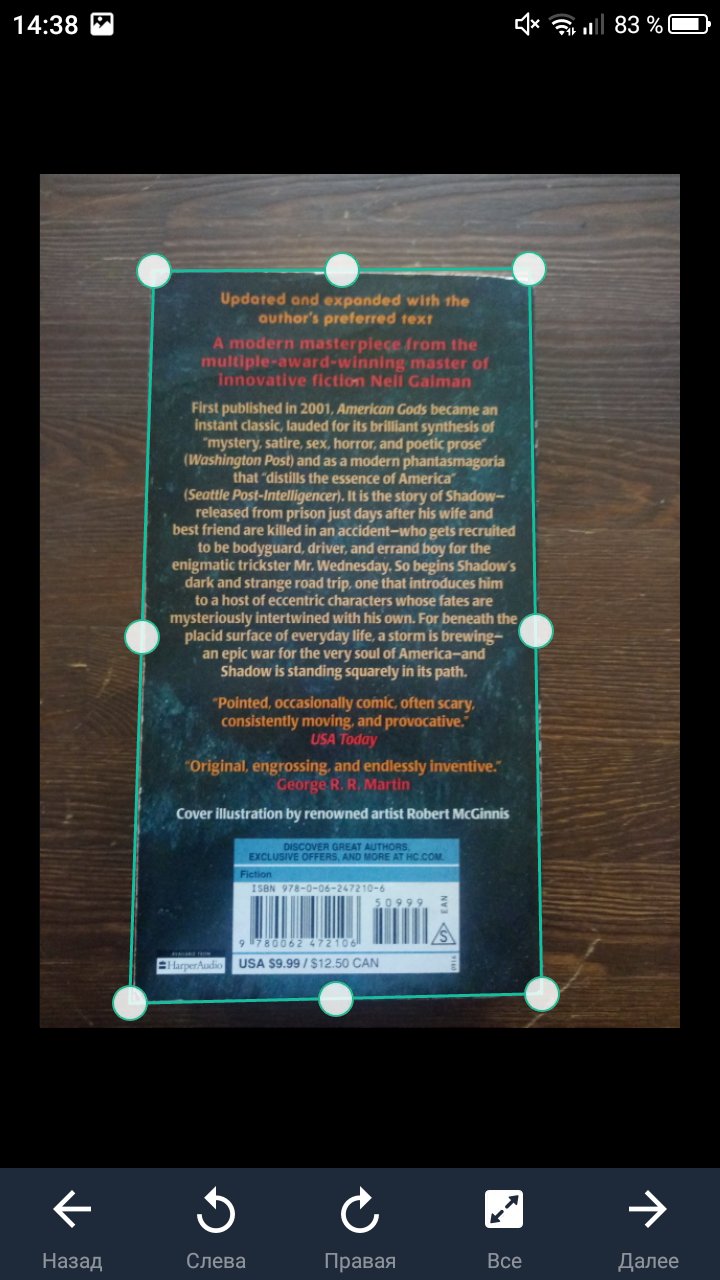 14:38
83 %
Updated and expanded with the
author's preferred text
A modern masterpiece from the
multiple-award-winning master of
innovative fiction Neil Gaiman
First published in 2001, American Gods became an
instant classic, lauded for its brilliant synthesis of
"mystery, satire, sex, horror, and poetic prose"
(Washington Post) and as a modern phantasmagoria
that "distills the essence of America"
(Seattle Post-Intelligencer). It is the story of Shadow—
released from prison just days after his wife and
best friend are killed in an accident—who gets recruited
to be bodyguard, driver, and errand boy for the
enigmatic trickster Mr. Wednesday. So begins Shadow's
dark and strange road trip, one that introduces him
to a host of eccentric characters whose fates are
mysteriously intertwined with his own. For beneath the
placid surface of everyday life, a storm is brewing—
an epic war for the very soul of America—and
Shadow is standing squarely in its path.
"Pointed, occasionally comic, often scary,
consistently moving, and provocative."
USA Today
"Original, engrossing, and endlessly inventive."
George R. R. Martin
Cover illustration by renowned artist Robert McGinnis
DISCOVER GREAT AUTHORS,
EXCLUSIVE OFFERS, AND MORE AT HC.COM.
Fiction
ISBN 978-0-06-247210-6
50999
EAN
S
9 780062 472106
AVAILABLE FROM
HarperAudio
USA $9.99 / $12.50 CAN
0916
Назад
Слева
Правая
Все
Далее